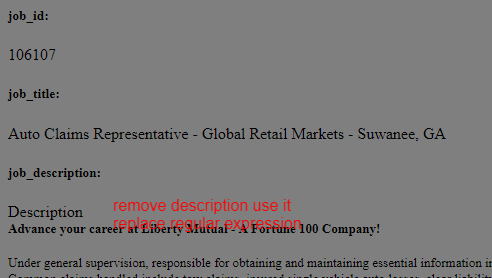 job_id:
106107
job_title:
Auto Claims Representative - Global Retail Markets - Suwanee, GA
job_description:
remove description use it
Description
replace regular expression
Advance your career at Liberty Mutual - A Fortune 100 Company!
Under general supervision, responsible for obtaining and maintaining essential information in